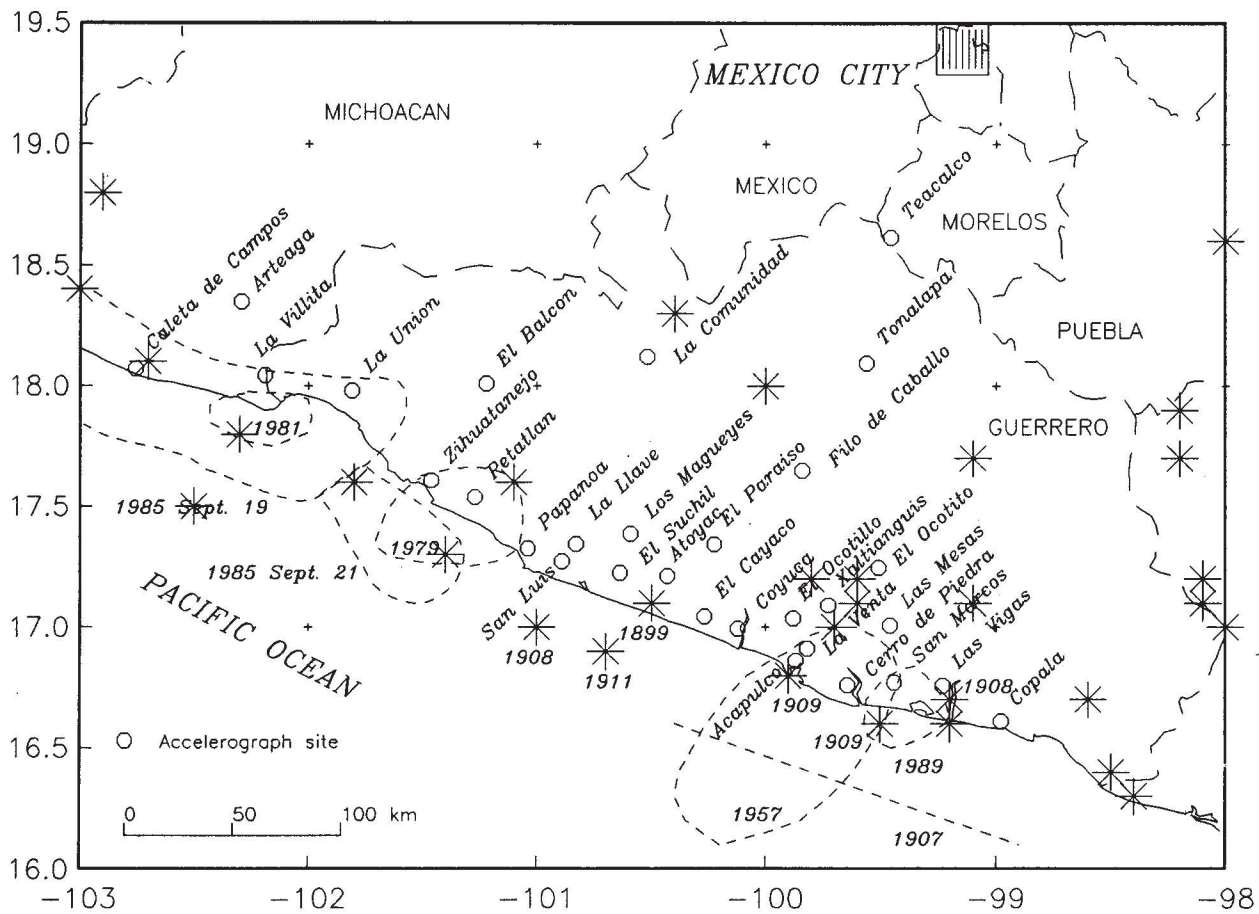 19.5
MEXICO CITY
MICHOACAN
19.0
MEXICO
Teacalco
MORELOS
18.5
Caleta de Campos
Arteaga
La Villita
La Union
El Balcon
La Comunidad
Tonalapa
PUEBLA
18.0
1981
Zihuatanejo
Petatlan
Papanoa
La Llave
Los Magueyes
El Suchil
Atoyac
El Paraiso
Filo de Caballo
GUERRERO
17.5
1985 Sept. 19
1979
1985 Sept. 21
San Luis
El Cayaco
Coyuca
El Ocotillo
Xaltianguis
El Ocotito
La Venta
Las Mesas
Cerro de Piedra
San Marcos
Las Vigas
Copala
PACIFIC OCEAN
17.0
1908
1899
1911
Acapulco
1909
1908
1909
1989
16.5
Accelerograph site
0 50 100 km
1957
1907
16.0
-103 -102 -101 -100 -99 -98